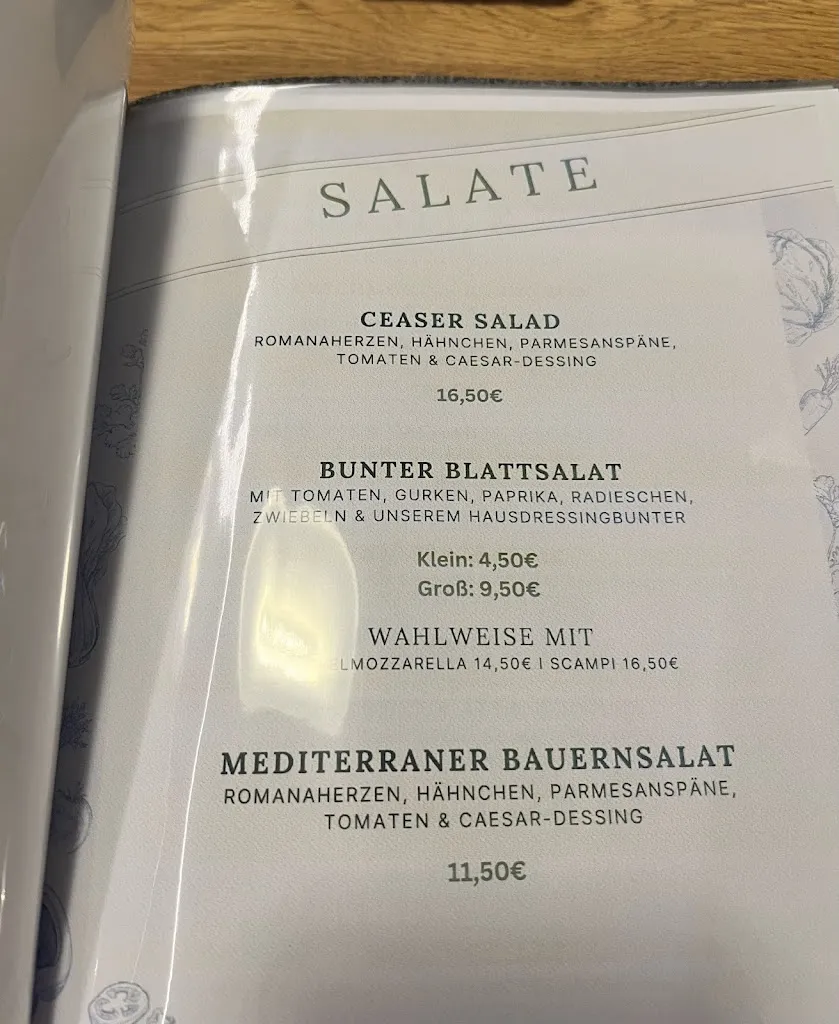 SALATE
CEASER SALAD
ROMANAHERZEN, HÄHNCHEN, PARMESANSPÄNE,
TOMATEN & CAESAR-DESSING
16,50€
BUNTER BLATTSALAT
MIT TOMATEN, GURKEN, PAPRIKA, RADIESCHEN,
ZWIEBELN & UNSEREM HAUSDRESSINGBUNTER
Klein: 4,50€
Groß: 9,50€
WAHLWEISE MIT
14,50€ I SCAMPI 16,50€
MEDITERRANER BAUERNSALAT
ROMANAHERZEN, HÄHNCHEN, PARMESANSPÄNE,
TOMATEN & CAESAR-DESSING
11,50€